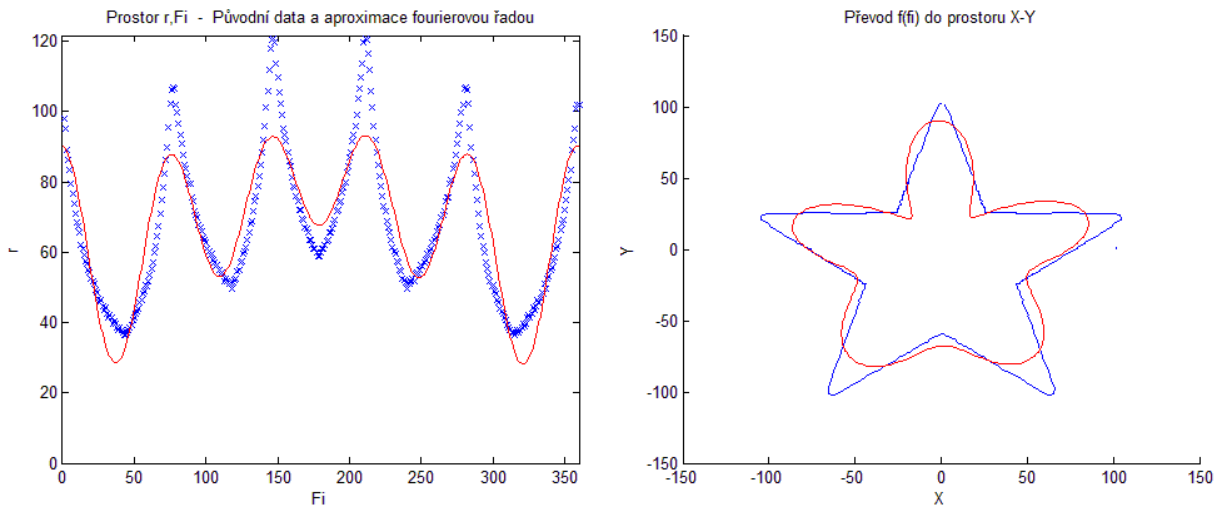 Prostor r,Fi - Původní data a aproximace fourierovou řadou
120
100
80
60
40
20
0
r
0 50 100 150 200 250 300 350
Fi
Převod f(fi) do prostoru X-Y
150
100
50
0
-50
-100
-150
Y
-150 -100 -50 0 50 100 150
X